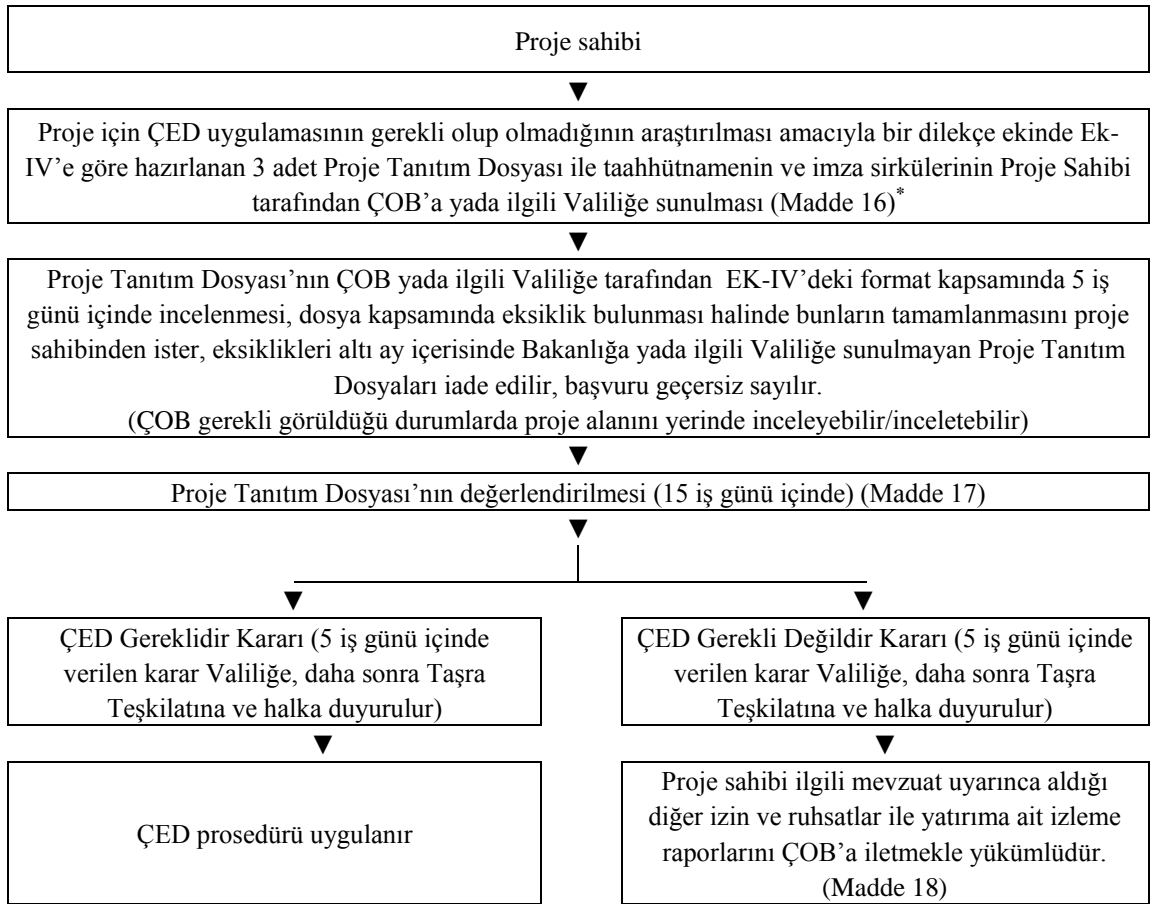 Proje sahibi
▼
Proje için ÇED uygulamasının gerekli olup olmadığının araştırılması amacıyla bir dilekçe ekinde Ek-
IV’e göre hazırlanan 3 adet Proje Tanıtım Dosyası ile taahhütnamenin ve imza sirkülerinin Proje Sahibi
tarafından ÇOB’a yada ilgili Valiliğe sunulması (Madde 16)*
▼
Proje Tanıtım Dosyası’nın ÇOB yada ilgili Valiliğe tarafından EK-IV’deki format kapsamında 5 iş
günü içinde incelenmesi, dosya kapsamında eksiklik bulunması halinde bunların tamamlanmasını proje
sahibinden ister, eksiklikleri altı ay içerisinde Bakanlığa yada ilgili Valiliğe sunulmayan Proje Tanıtım
Dosyaları iade edilir, başvuru geçersiz sayılır.
(ÇOB gerekli görüldüğü durumlarda proje alanını yerinde inceleyebilir/inceletebilir)
▼
Proje Tanıtım Dosyası’nın değerlendirilmesi (15 iş günü içinde) (Madde 17)
▼
▼
ÇED Gereklidir Kararı (5 iş günü içinde
verilen karar Valiliğe, daha sonra Taşra
Teşkilatına ve halka duyurulur)
▼
ÇED prosedürü uygulanır
▼
ÇED Gerekli Değildir Kararı (5 iş günü içinde
verilen karar Valiliğe, daha sonra Taşra
Teşkilatına ve halka duyurulur)
▼
Proje sahibi ilgili mevzuat uyarınca aldığı
diğer izin ve ruhsatlar ile yatırıma ait izleme
raporlarını ÇOB’a iletmekle yükümlüdür.
(Madde 18)